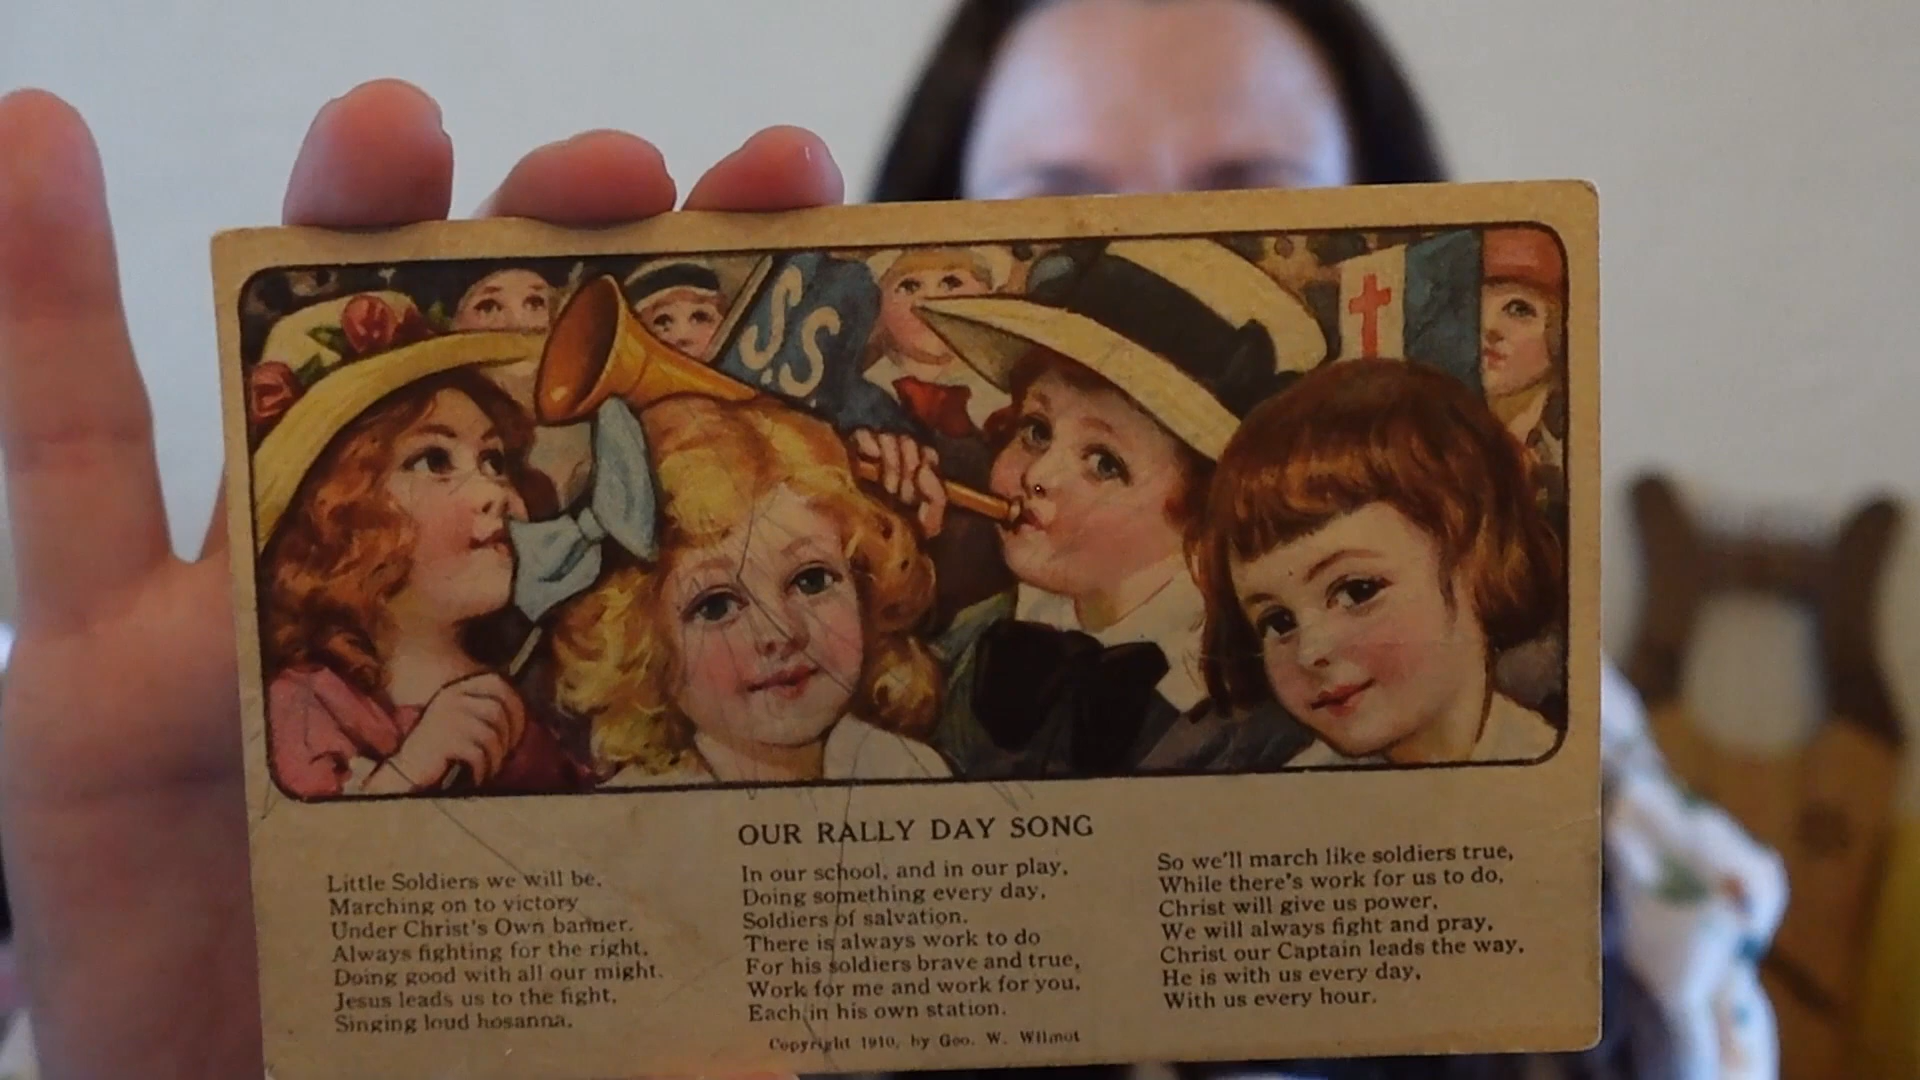 S.S.
OUR RALLY DAY SONG
Little Soldiers we will be,
Marching on to victory
Under Christ's Own banner.
Always fighting for the right,
Doing good with all our might.
Jesus leads us to the fight,
Singing loud hosanna.
In our school, and in our play,
Doing something every day,
Soldiers of salvation.
There is always work to do
For his soldiers brave and true,
Work for me and work for you,
Each in his own station.
So we'll march like soldiers true,
While there's work for us to do,
Christ will give us power,
We will always fight and pray,
Christ our Captain leads the way,
He is with us every day,
With us every hour.
Copyright 1910, by Geo. W. Wilmot